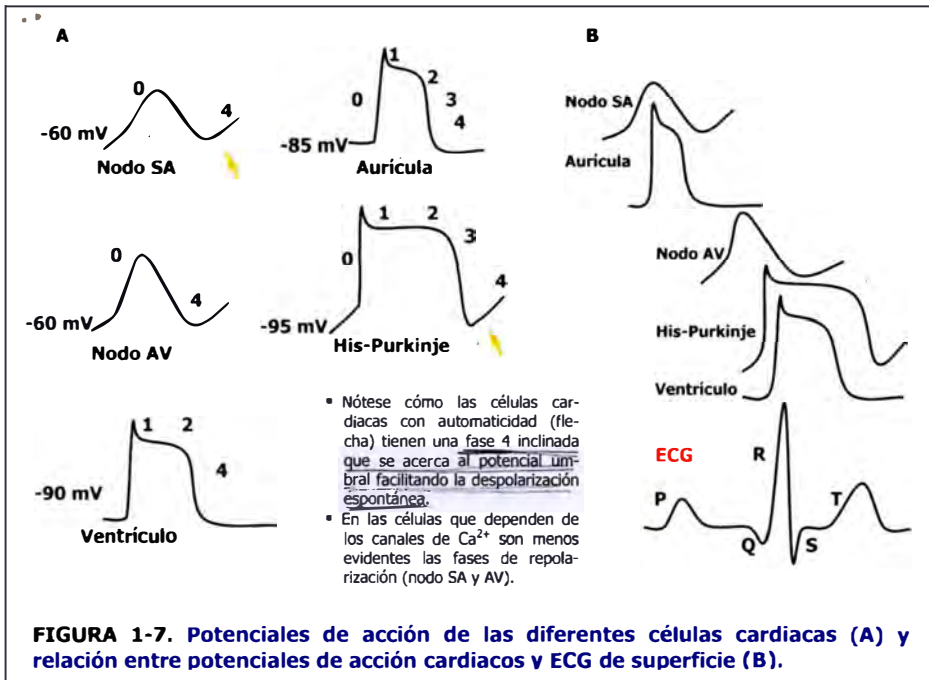 A
0
4
-60 mV
Nodo SA
1
2
0
3
4
-85 mV
Aurícula
0
4
-60 mV
Nodo AV
1
2
3
0
4
-95 mV
His-Purkinje
1
2
4
-90 mV
Ventrículo
▪ Nótese cómo las células car-
diacas con automaticidad (fle-
cha) tienen una fase 4 inclinada
que se acerca al potencial um-
bral facilitando la despolarización
espontánea.
▪ En las células que dependen de
los canales de Ca²⁺ son menos
evidentes las fases de repola-
rización (nodo SA y AV).
B
Nodo SA
Aurícula
Nodo AV
His-Purkinje
Ventrículo
ECG
R
P
T
Q
S
FIGURA 1-7. Potenciales de acción de las diferentes células cardiacas (A) y
relación entre potenciales de acción cardiacos y ECG de superficie (B).